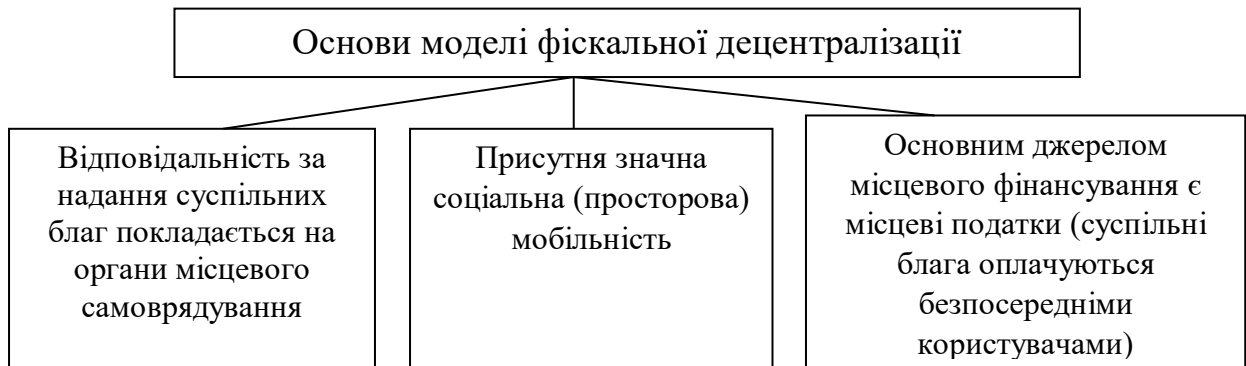 Основи моделі фіскальної децентралізації
Відповідальність за
надання суспільних
благ покладається на
органи місцевого
самоврядування
Присутня значна
соціальна (просторова)
мобільність
Основним джерелом
місцевого фінансування є
місцеві податки (суспільні
блага оплачуються
безпосередніми
користувачами)